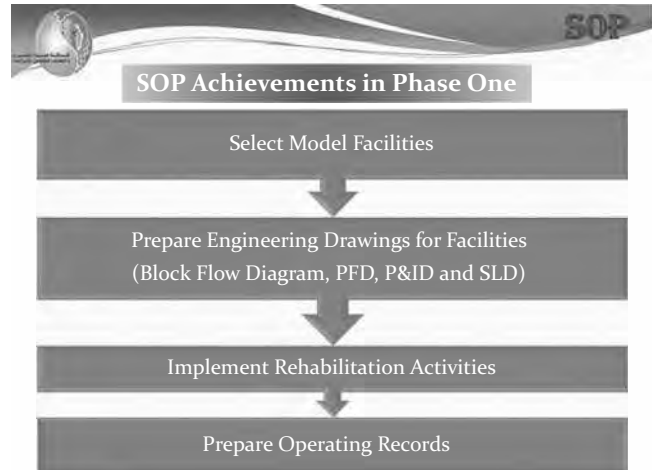 SOP
SOP Achievements in Phase One
Select Model Facilities
Prepare Engineering Drawings for Facilities
(Block Flow Diagram, PFD, P&ID and SLD)
Implement Rehabilitation Activities
Prepare Operating Records